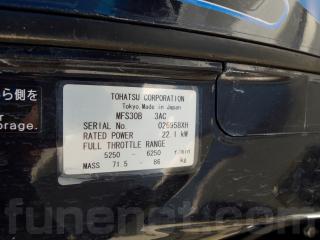 ら側を
orage.
TOHATSU CORPORATION
Tokyo.Made in Japan
MFS30B 3AC
SERIAL No. 026958XH
RATED POWER 22.1 kW
FULL THROTTLE RANGE
5250 - 6250 r/min
MASS 71.5 - 86 kg
funenet.com